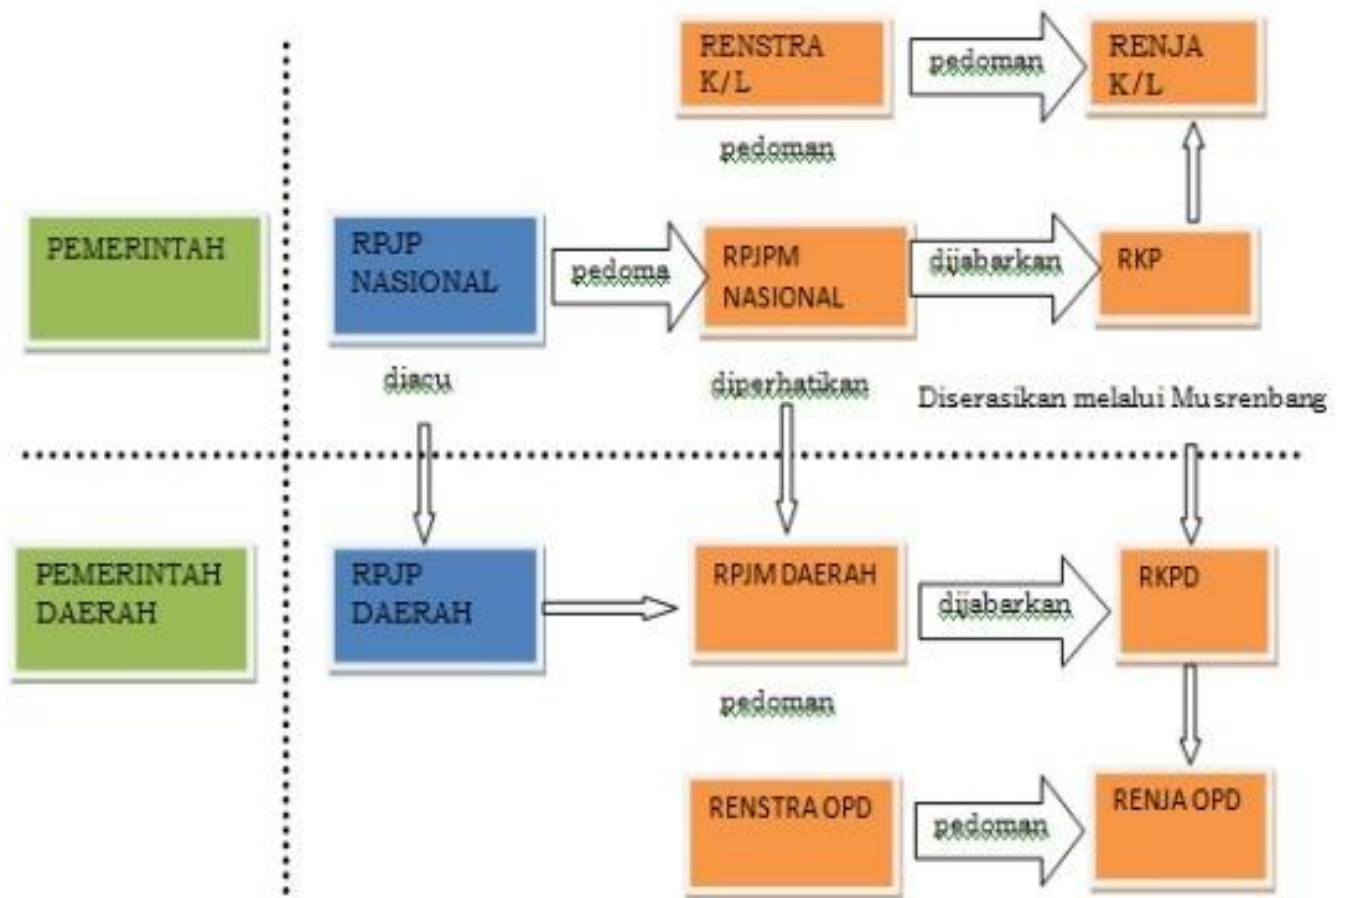 RENSTRA
K/L
pedoman
RENJA
K/L
pedoman
PEMERINTAH
RPJP
NASIONAL
pedoma
RPJPM
NASIONAL
dijabarkan
RKP
diacu
diperhatikan
Diserasikan melalui Musrenbang
PEMERINTAH
DAERAH
RPJP
DAERAH
RPJM DAERAH
dijabarkan
RKPD
pedoman
RENSTRA OPD
pedoman
RENJA OPD